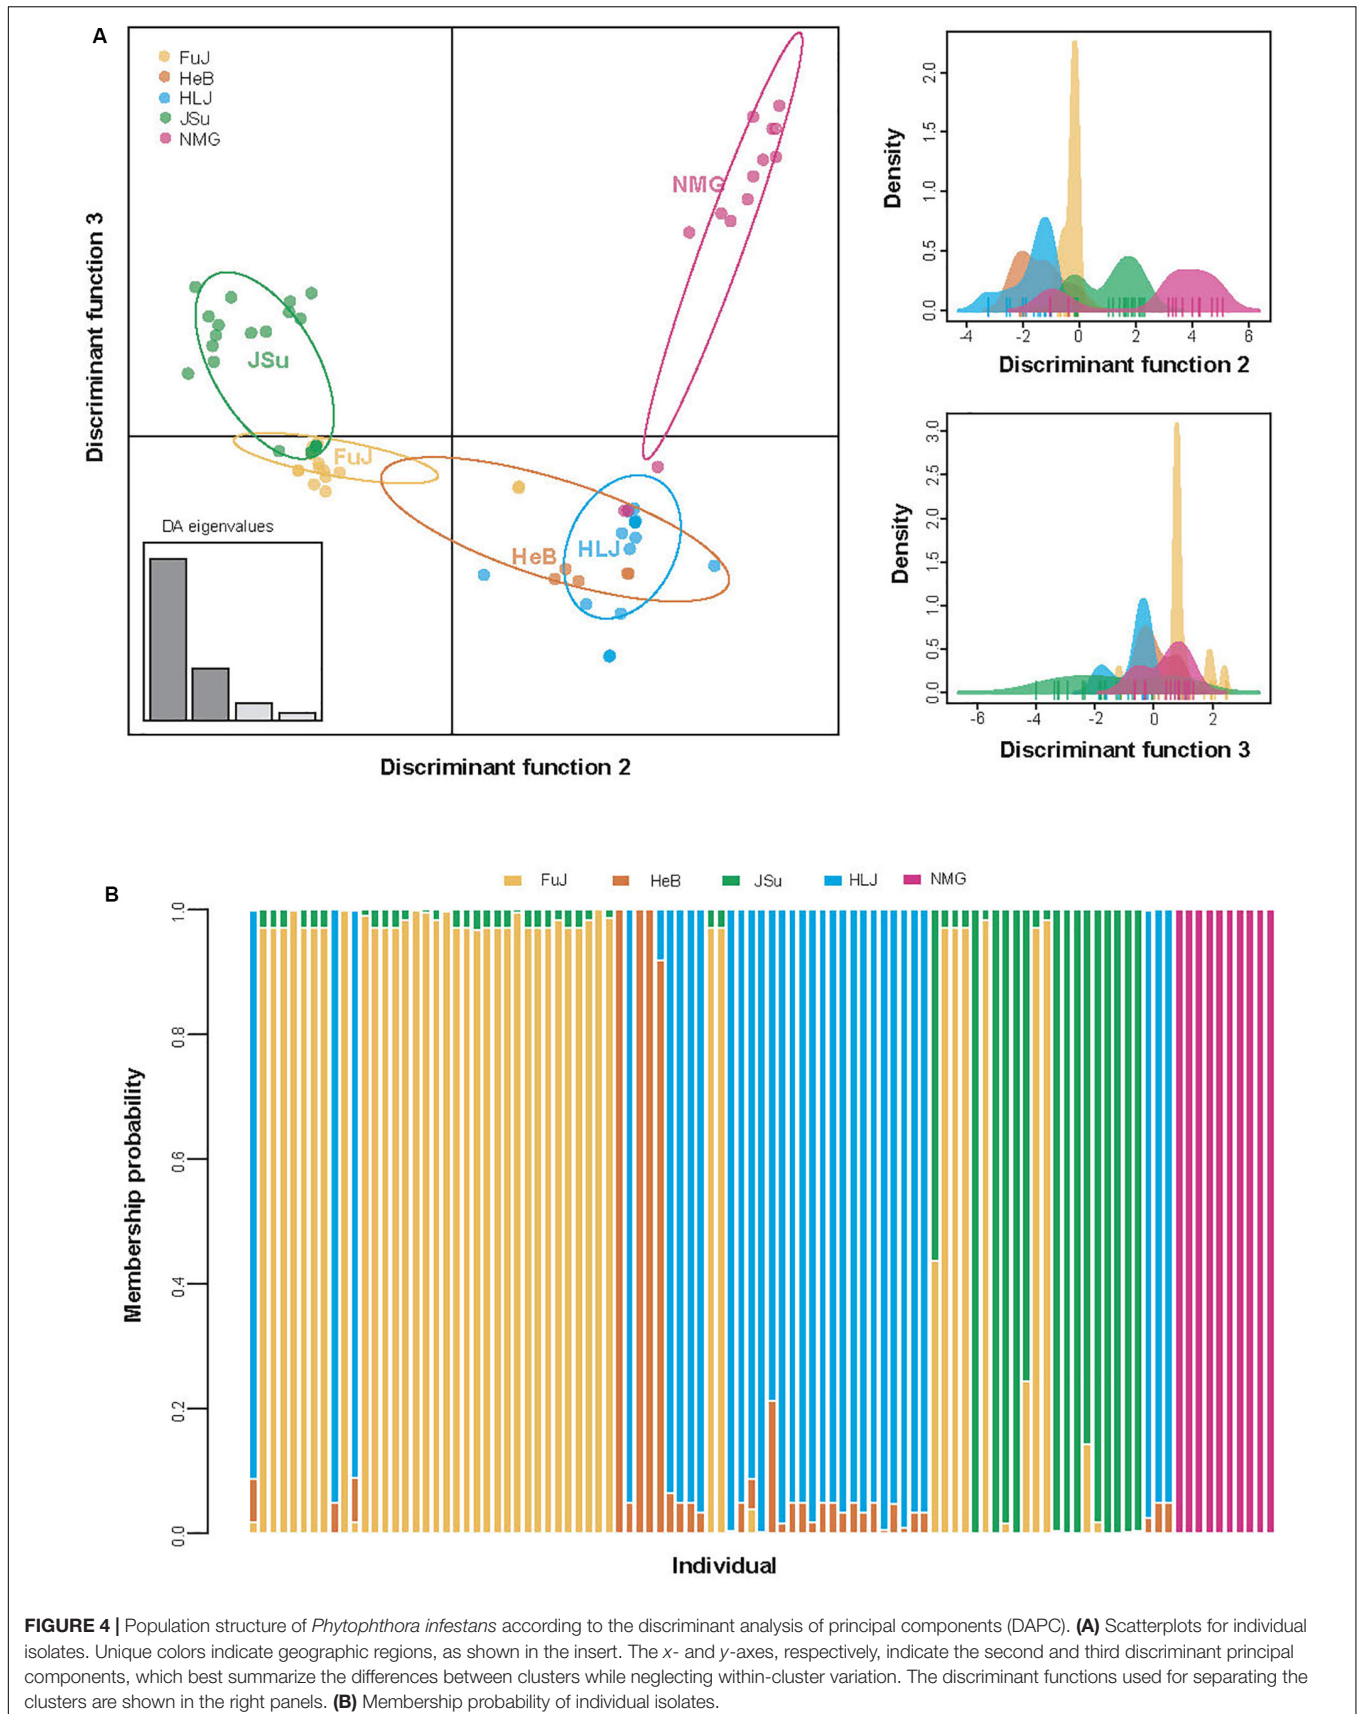 A
FuJ
HeB
HLJ
JSu
NMG
Discriminant function 3
NMG
JSu
FuJ
HeB
HLJ
DA eigenvalues
Discriminant function 2
Density
0.0
0.5
1.0
1.5
2.0
-4 -2 0 2 4 6
Discriminant function 2
Density
0.0
0.5
1.0
1.5
2.0
2.5
3.0
-6 -4 -2 0 2
Discriminant function 3
B
FuJ HeB JSu HLJ NMG
Membership probability
0.0
0.2
0.4
0.6
0.8
1.0
Individual
FIGURE 4 | Population structure of Phytophthora infestans according to the discriminant analysis of principal components (DAPC). (A) Scatterplots for individual
isolates. Unique colors indicate geographic regions, as shown in the insert. The x- and y-axes, respectively, indicate the second and third discriminant principal
components, which best summarize the differences between clusters while neglecting within-cluster variation. The discriminant functions used for separating the
clusters are shown in the right panels. (B) Membership probability of individual isolates.